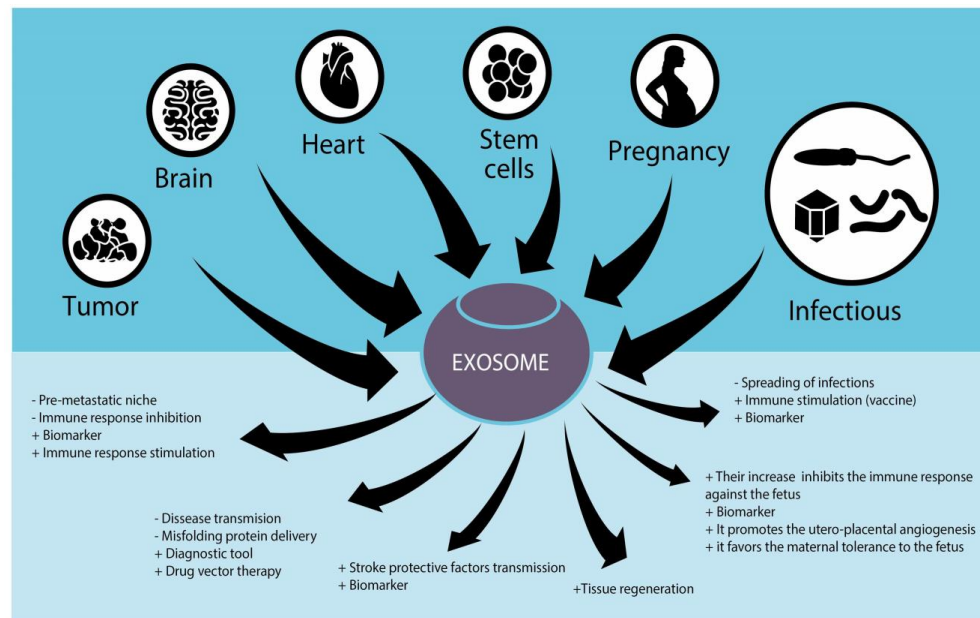 Tumor
Brain
Heart
Stem
cells
Pregnancy
Infectious
EXOSOME
- Pre-metastatic niche
- Immune response inhibition
+ Biomarker
+ Immune response stimulation
- Dissease transmision
- Misfolding protein delivery
+ Diagnostic tool
+ Drug vector therapy
+ Stroke protective factors transmission
+ Biomarker
+Tissue regeneration
+ Their increase inhibits the immune response
against the fetus
+ Biomarker
+ It promotes the utero-placental angiogenesis
+ it favors the maternal tolerance to the fetus
- Spreading of infections
+ Immune stimulation (vaccine)
+ Biomarker